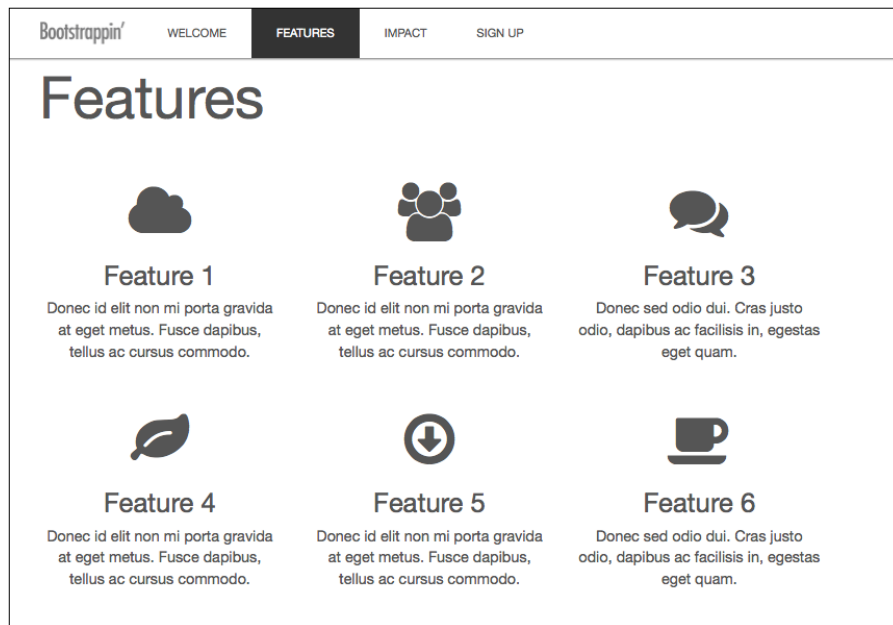 Bootstrappin' WELCOME FEATURES IMPACT SIGN UP
Features
Feature 1
Donec id elit non mi porta gravida
at eget metus. Fusce dapibus,
tellus ac cursus commodo.
Feature 2
Donec id elit non mi porta gravida
at eget metus. Fusce dapibus,
tellus ac cursus commodo.
Feature 3
Donec sed odio dui. Cras justo
odio, dapibus ac facilisis in, egestas
eget quam.
Feature 4
Donec id elit non mi porta gravida
at eget metus. Fusce dapibus,
tellus ac cursus commodo.
Feature 5
Donec id elit non mi porta gravida
at eget metus. Fusce dapibus,
tellus ac cursus commodo.
Feature 6
Donec sed odio dui. Cras justo
odio, dapibus ac facilisis in, egestas
eget quam.